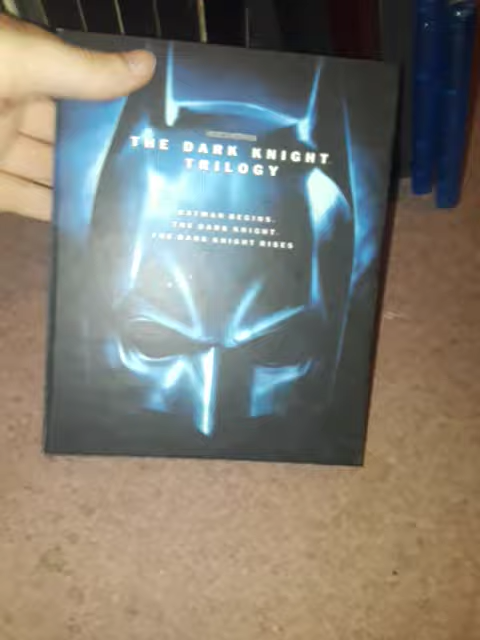 THE DARK KNIGHT
TRILOGY
BATMAN BEGINS.
THE DARK KNIGHT.
THE DARK KNIGHT RISES